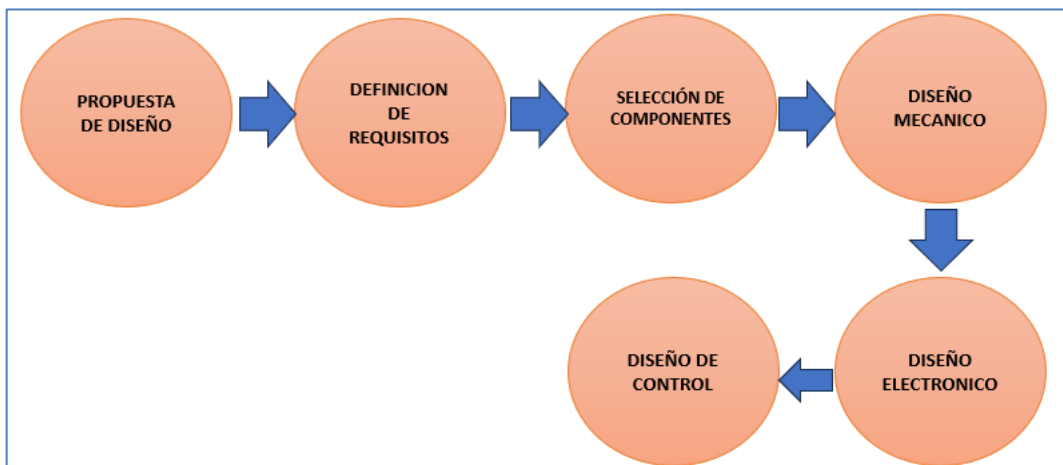 PROPUESTA
DE DISEÑO
DEFINICION
DE
REQUISITOS
SELECCIÓN DE
COMPONENTES
DISEÑO
MECANICO
DISEÑO
ELECTRONICO
DISEÑO DE
CONTROL